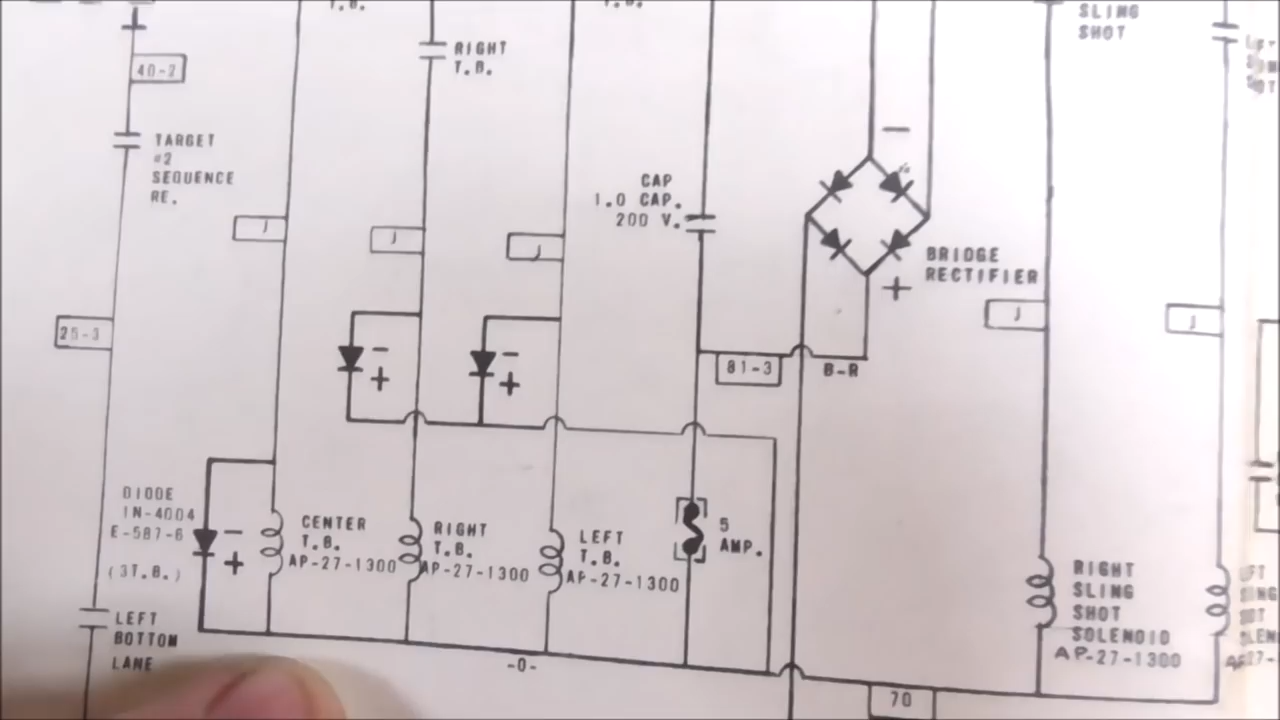 T.B.
T.B.
SLING
SHOT
RIGHT
T.B.
40-2
TARGET
#2
SEQUENCE
RE.
CAP
1.0 CAP.
200 V.
−
BRIDGE
RECTIFIER
+
J
J
J
J
J
25-3
81-3
B-R
−
+
−
+
DIODE
IN-4004
E-587-6
(3T.B.)
−
+
CENTER
T.B.
AP-27-1300
RIGHT
T.B.
AP-27-1300
LEFT
T.B.
AP-27-1300
5
AMP.
RIGHT
SLING
SHOT
SOLENOID
AP-27-1300
LEFT
BOTTOM
LANE
-0-
70